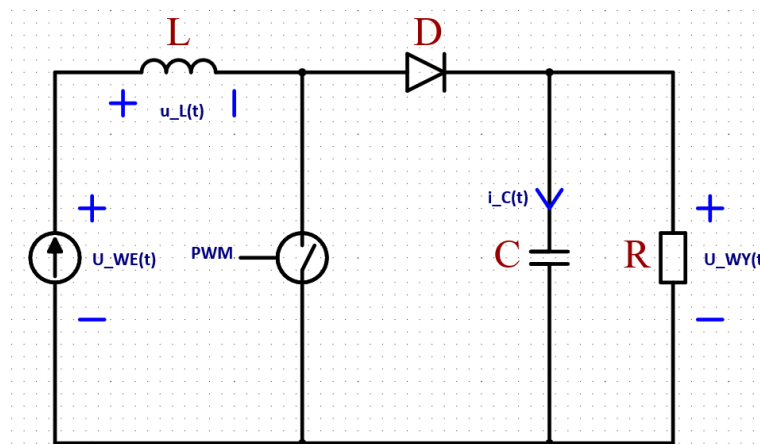 L
D
+ u_L(t) |
i_C(t)
+
+
U_WE(t)
PWM
C
R
U_WY(t
−
−